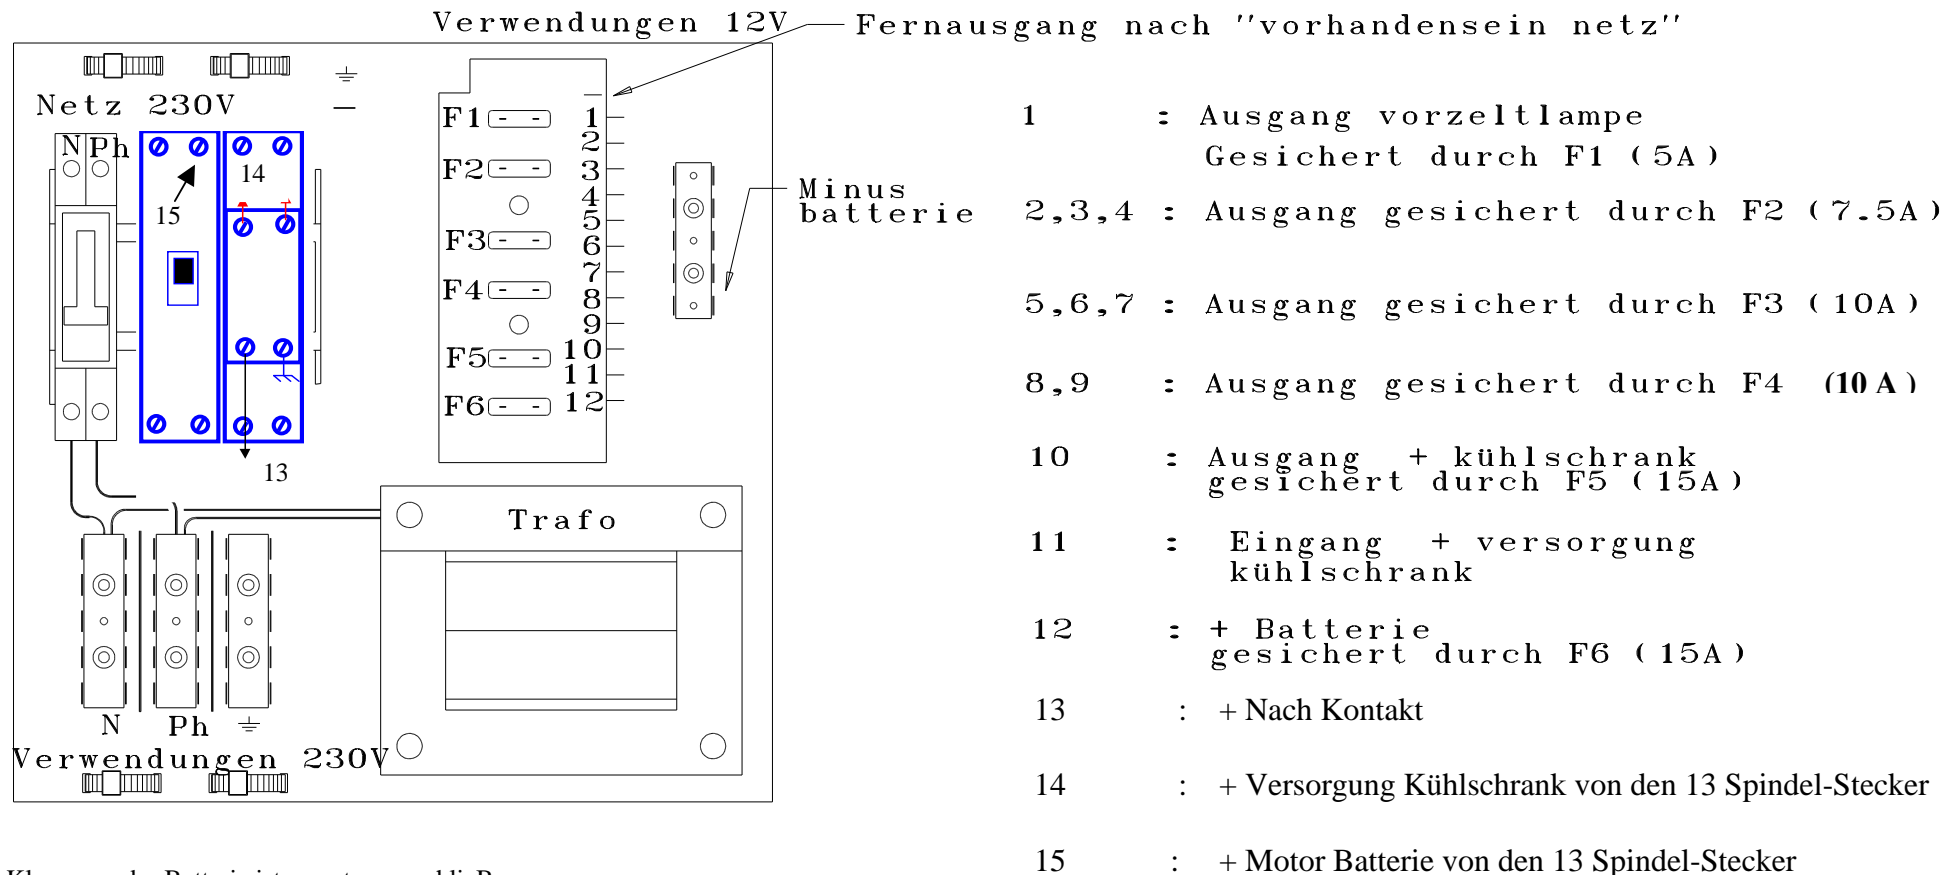 Verwendungen 12V
Fernausgang nach "vorhandensein netz"
Netz 230V
N Ph
15
14
13
F1
F2
F3
F4
F5
F6
1
2
3
4
5
6
7
8
9
10
11
12
Minus
batterie
Trafo
N Ph
Verwendungen 230V
1 : Ausgang vorzeltlampe
Gesichert durch F1 (5A)
2,3,4 : Ausgang gesichert durch F2 (7.5A)
5,6,7 : Ausgang gesichert durch F3 (10A)
8,9 : Ausgang gesichert durch F4 (10 A )
10 : Ausgang + kühlschrank
gesichert durch F5 (15A)
11 : Eingang + versorgung
kühlschrank
12 : + Batterie
gesichert durch F6 (15A)
13 : + Nach Kontakt
14 : + Versorgung Kühlschrank von den 13 Spindel-Stecker
15 : + Motor Batterie von den 13 Spindel-Stecker